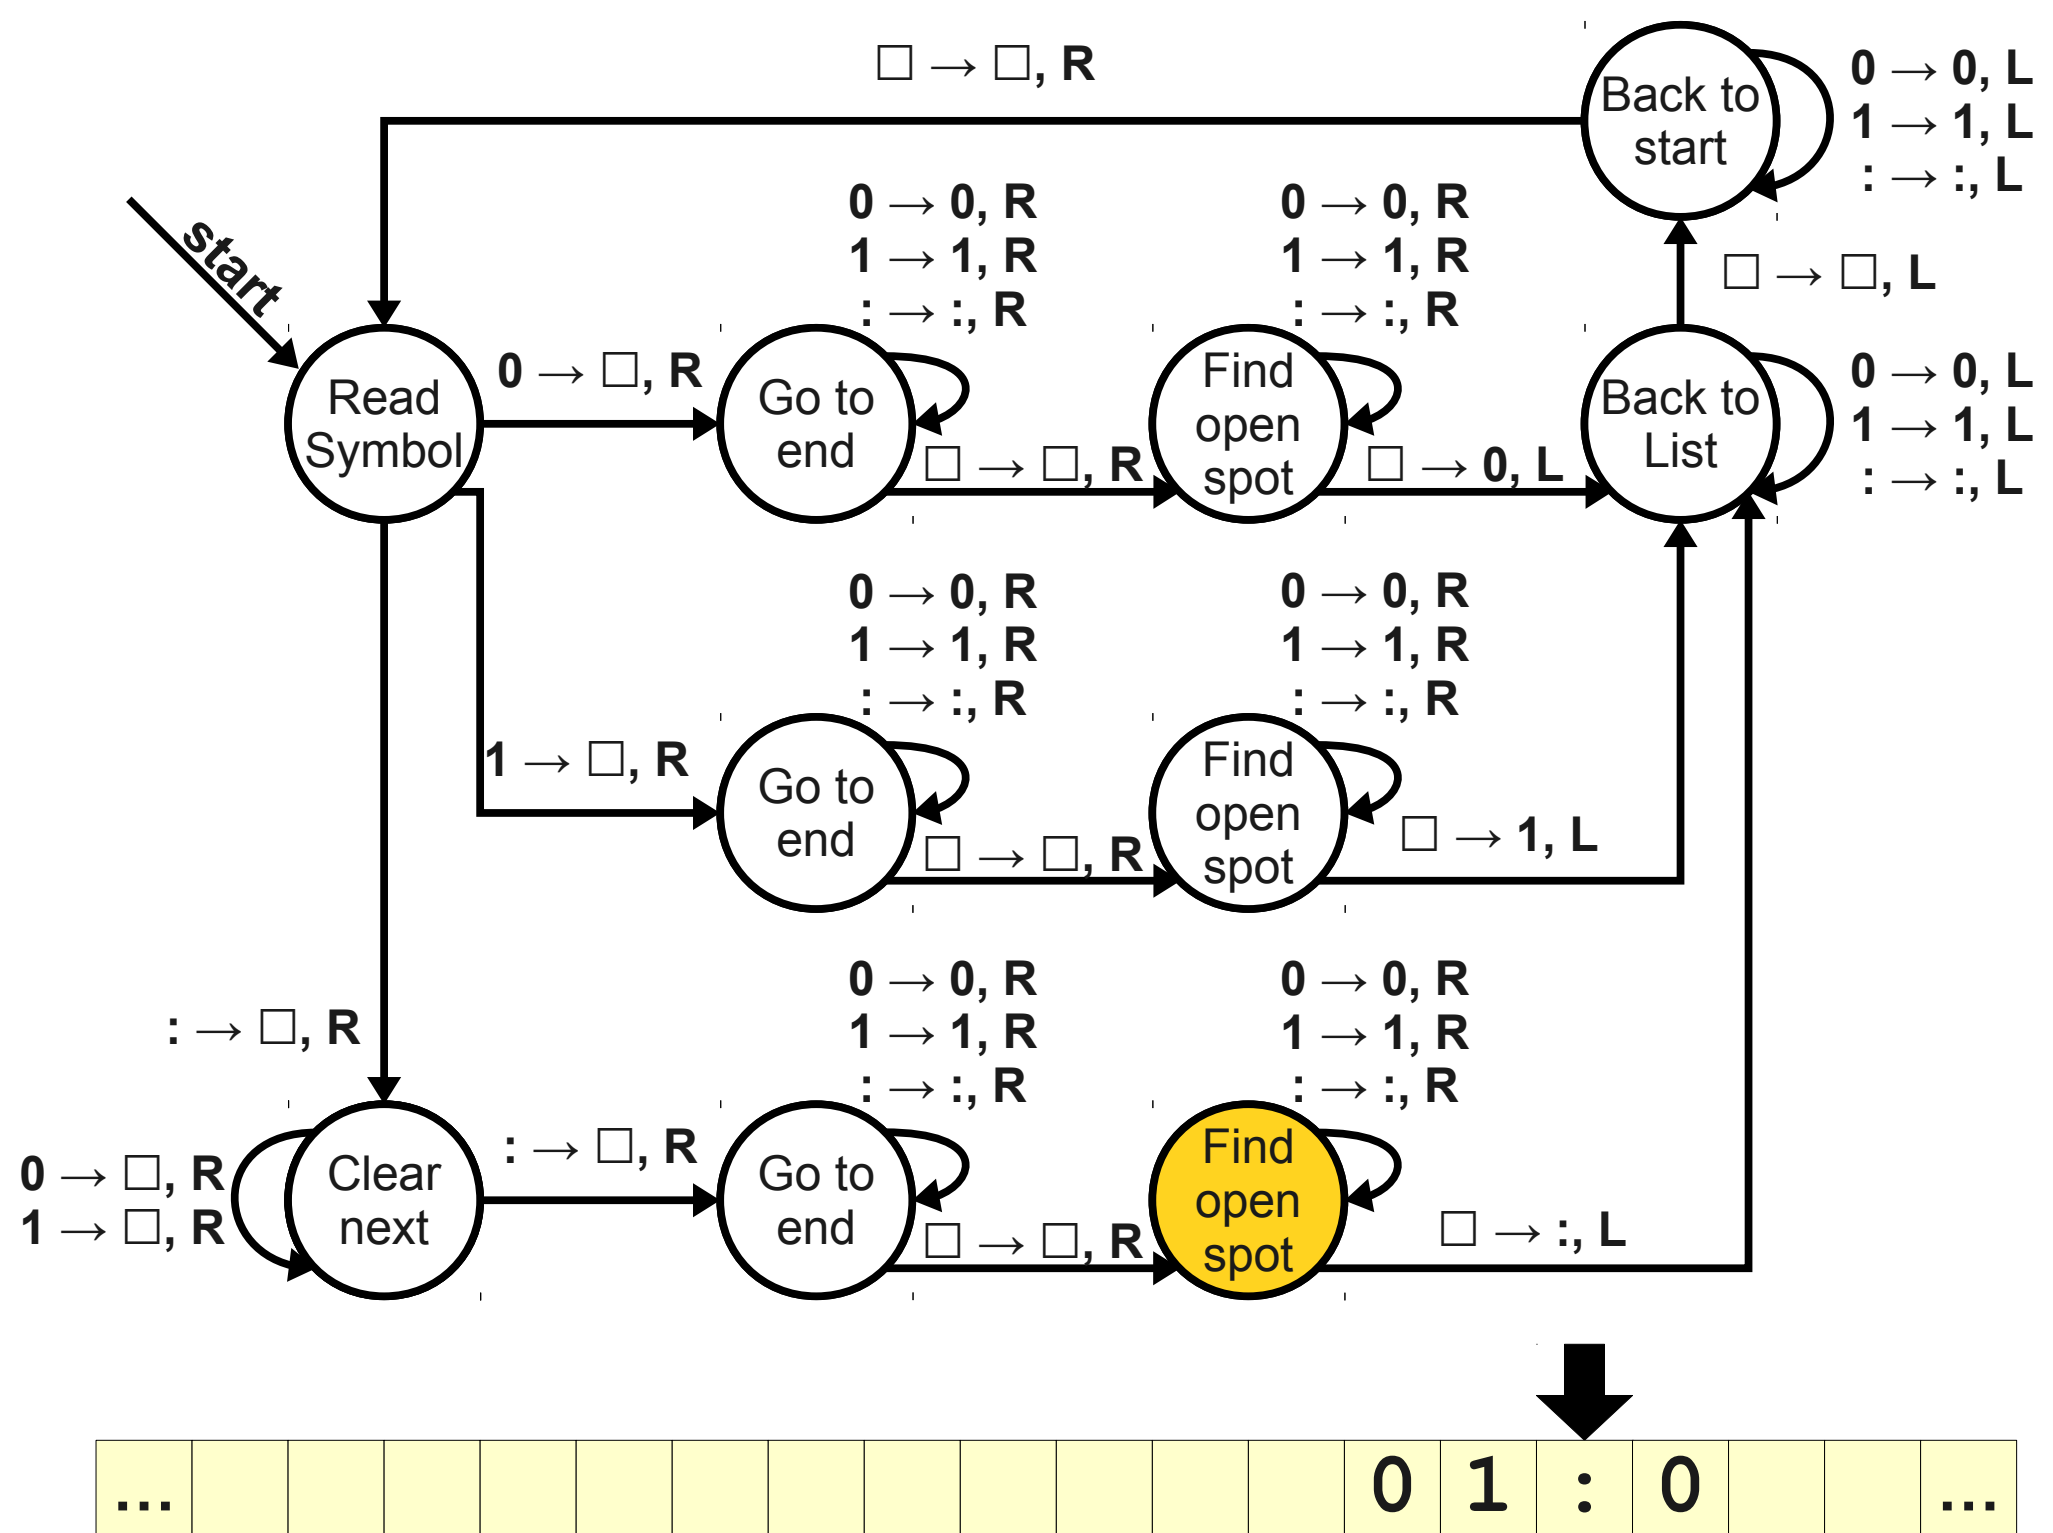 □ → □, R
Back to
start
0 → 0, L
1 → 1, L
: → :, L
start
0 → 0, R
1 → 1, R
: → :, R
0 → 0, R
1 → 1, R
: → :, R
□ → □, L
Read
Symbol
0 → □, R
Go to
end
□ → □, R
Find
open
spot
□ → 0, L
Back to
List
0 → 0, L
1 → 1, L
: → :, L
0 → 0, R
1 → 1, R
: → :, R
0 → 0, R
1 → 1, R
: → :, R
1 → □, R
Go to
end
□ → □, R
Find
open
spot
□ → 1, L
0 → 0, R
1 → 1, R
: → :, R
0 → 0, R
1 → 1, R
: → :, R
: → □, R
0 → □, R
1 → □, R
Clear
next
: → □, R
Go to
end
□ → □, R
Find
open
spot
□ → :, L
... 0 1 : 0 ...